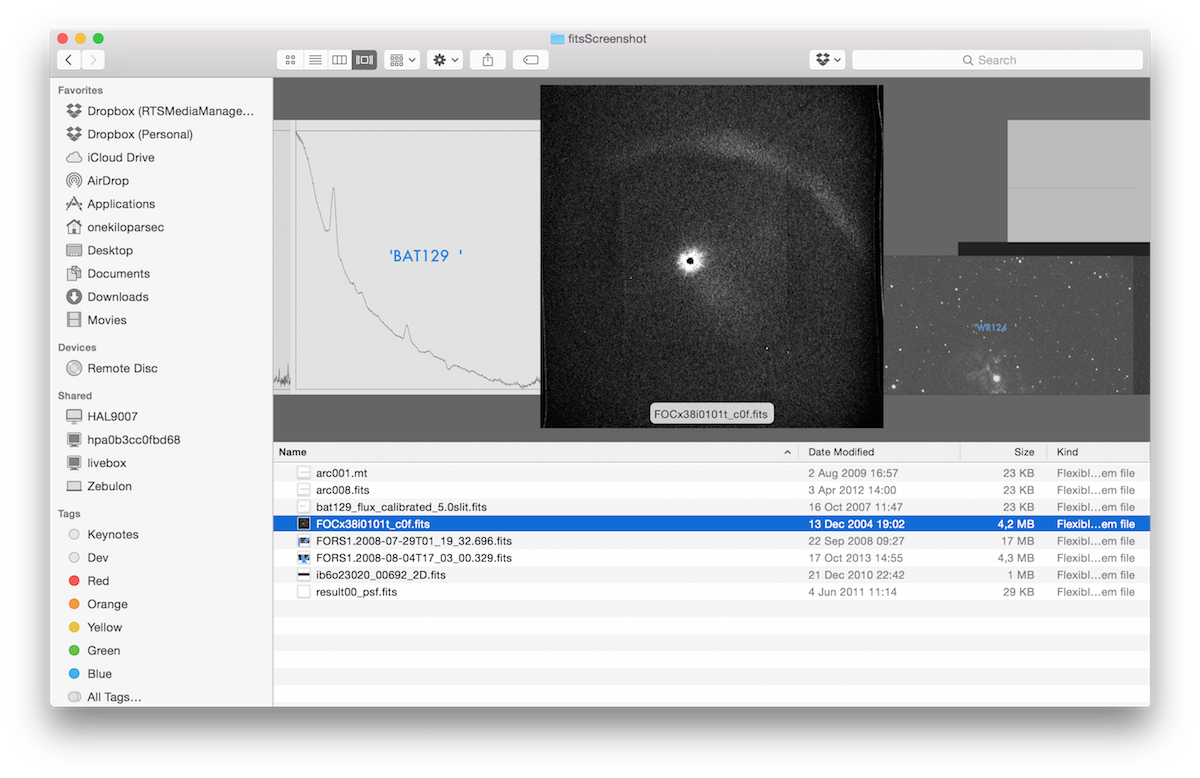 fitsScreenshot
Search
Favorites
Dropbox (RTSMediaManage…
Dropbox (Personal)
iCloud Drive
AirDrop
Applications
onekiloparsec
Desktop
Documents
Downloads
Movies
Devices
Remote Disc
Shared
HAL9007
hpa0b3cc0fbd68
livebox
Zebulon
Tags
Keynotes
Dev
Red
Orange
Yellow
Green
Blue
All Tags…
'BAT129 '
FOCx38i0101t_c0f.fits
'WR124 '
Name Date Modified Size Kind
arc001.mt 2 Aug 2009 16:57 23 KB Flexibl…em file
arc008.fits 3 Apr 2012 14:00 23 KB Flexibl…em file
bat129_flux_calibrated_5.0slit.fits 16 Oct 2007 11:47 23 KB Flexibl…em file
FOCx38i0101t_c0f.fits 13 Dec 2004 19:02 4,2 MB Flexibl…em file
FORS1.2008-07-29T01_19_32.696.fits 22 Sep 2008 09:27 17 MB Flexibl…em file
FORS1.2008-08-04T17_03_00.329.fits 17 Oct 2013 14:55 4,3 MB Flexibl…em file
ib6o23020_00692_2D.fits 21 Dec 2010 22:42 1 MB Flexibl…em file
result00_psf.fits 4 Jun 2011 11:14 29 KB Flexibl…em file